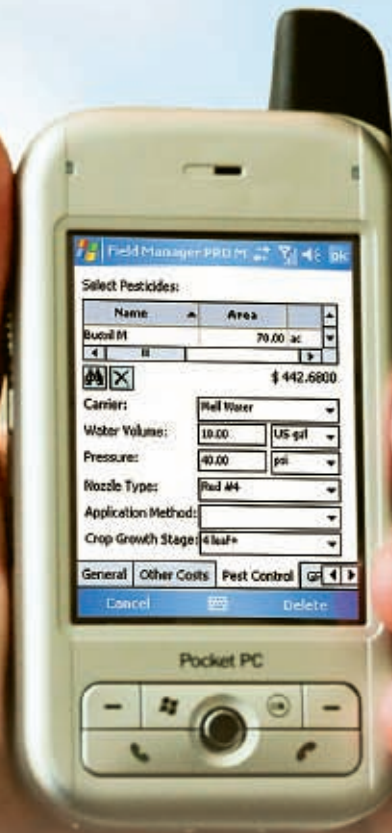 Field Manager PRO M ok
Select Pesticides:
Name Area
Buctril M 70.00 ac
$ 442.6800
Carrier: Well Water
Water Volume: 10.00 US gal
Pressure: 40.00 psi
Nozzle Type: Red #4
Application Method:
Crop Growth Stage: 4 leaf+
General Other Costs Pest Control
Cancel Delete
Pocket PC
ok